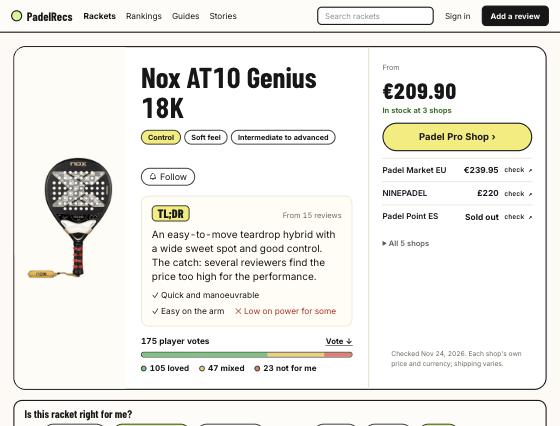 PadelRecs Rackets Rankings Guides Stories Search rackets Sign in Add a review
Nox AT10 Genius
18K
Control Soft feel Intermediate to advanced
Follow
TL;DR From 15 reviews
An easy-to-move teardrop hybrid with
a wide sweet spot and good control.
The catch: several reviewers find the
price too high for the performance.
✓ Quick and manoeuvrable
✓ Easy on the arm ✕ Low on power for some
175 player votes Vote ↓
105 loved 47 mixed 23 not for me
From
€209.90
In stock at 3 shops
Padel Pro Shop ›
Padel Market EU €239.95 check ↗
NINEPADEL £220 check ↗
Padel Point ES Sold out check ↗
▸ All 5 shops
Checked Nov 24, 2026. Each shop's own
price and currency; shipping varies.
nox
Is this racket right for me?